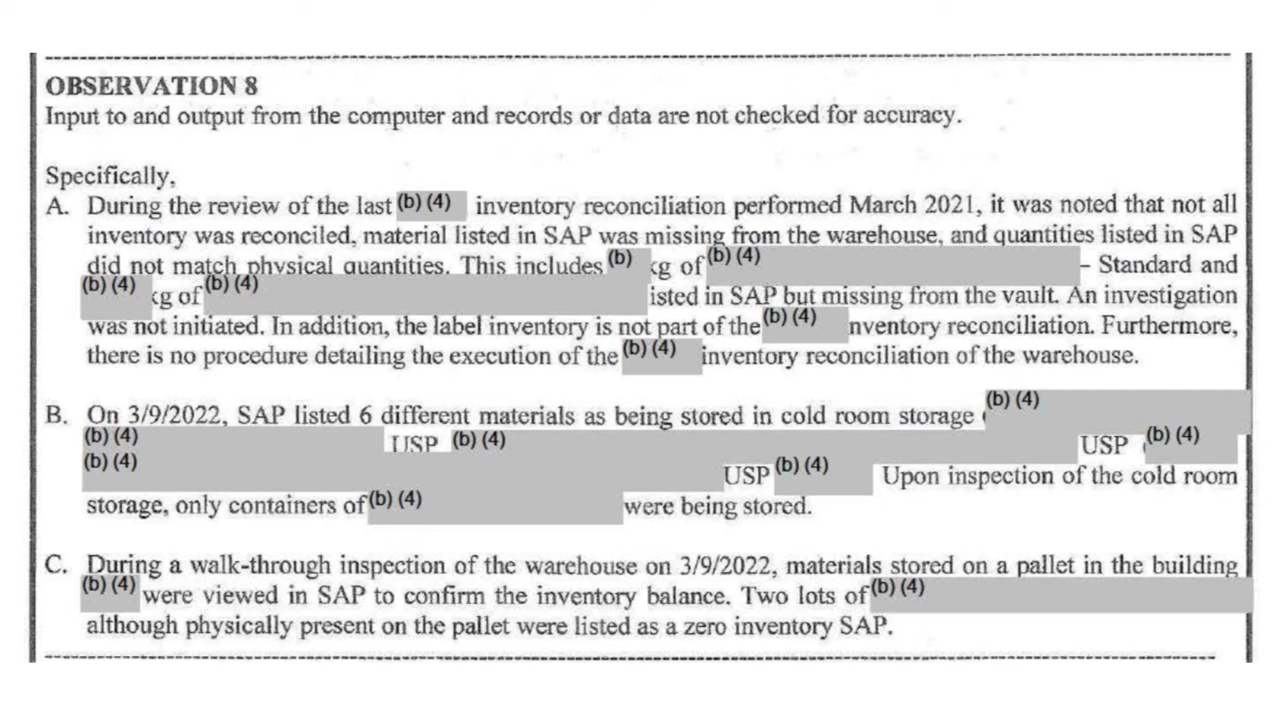 OBSERVATION 8
Input to and output from the computer and records or data are not checked for accuracy.
Specifically,
A. During the review of the last (b) (4) inventory reconciliation performed March 2021, it was noted that not all
inventory was reconciled, material listed in SAP was missing from the warehouse, and quantities listed in SAP
did not match physical quantities. This includes (b) kg of (b) (4) – Standard and
(b) (4) kg of (b) (4) isted in SAP but missing from the vault. An investigation
was not initiated. In addition, the label inventory is not part of the (b) (4) nventory reconciliation. Furthermore,
there is no procedure detailing the execution of the (b) (4) inventory reconciliation of the warehouse.
B. On 3/9/2022, SAP listed 6 different materials as being stored in cold room storage (b) (4)
(b) (4) USP (b) (4) USP (b) (4)
(b) (4) USP (b) (4) Upon inspection of the cold room
storage, only containers of (b) (4) were being stored.
C. During a walk-through inspection of the warehouse on 3/9/2022, materials stored on a pallet in the building
(b) (4) were viewed in SAP to confirm the inventory balance. Two lots of (b) (4)
although physically present on the pallet were listed as a zero inventory SAP.